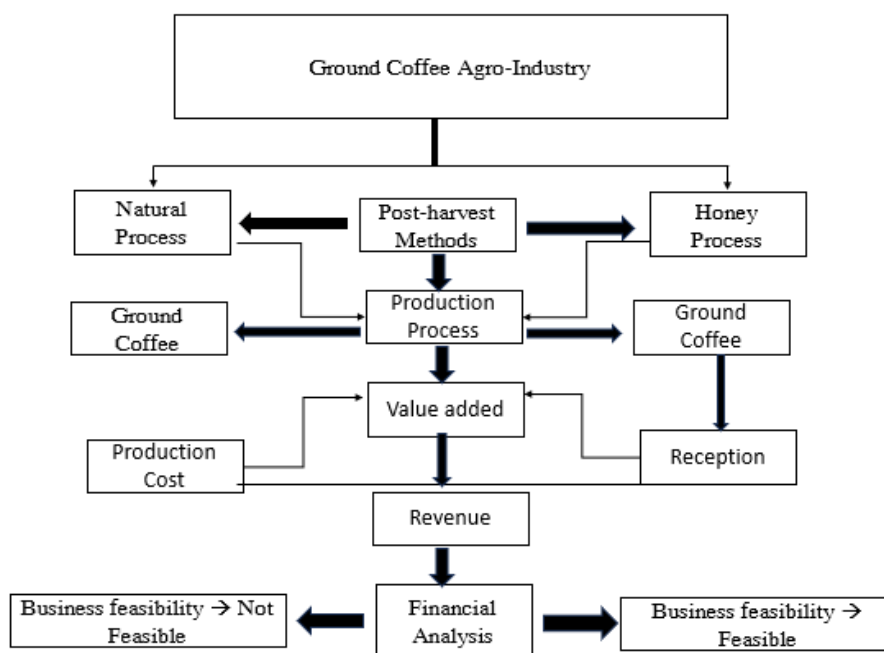 Ground Coffee Agro-Industry
Natural
Process
Post-harvest
Methods
Honey
Process
Ground
Coffee
Production
Process
Ground
Coffee
Value added
Production
Cost
Reception
Revenue
Business feasibility → Not
Feasible
Financial
Analysis
Business feasibility → Feasible